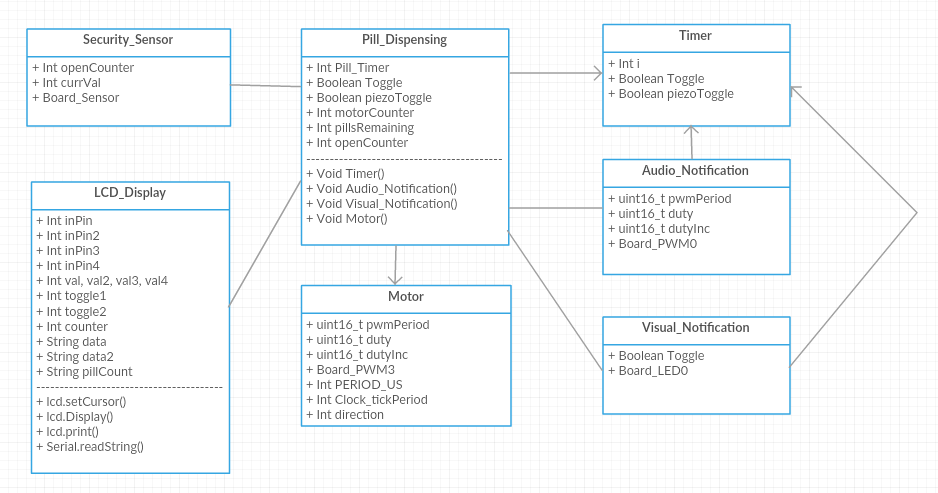 Security_Sensor
+ Int openCounter
+ Int currVal
+ Board_Sensor
Pill_Dispensing
+ Int Pill_Timer
+ Boolean Toggle
+ Boolean piezoToggle
+ Int motorCounter
+ Int pillsRemaining
+ Int openCounter
+ Void Timer()
+ Void Audio_Notification()
+ Void Visual_Notification()
+ Void Motor()
Timer
+ Int i
+ Boolean Toggle
+ Boolean piezoToggle
LCD_Display
+ Int inPin
+ Int inPin2
+ Int inPin3
+ Int inPin4
+ Int val, val2, val3, val4
+ Int toggle1
+ Int toggle2
+ Int counter
+ String data
+ String data2
+ String pillCount
+ lcd.setCursor()
+ lcd.Display()
+ lcd.print()
+ Serial.readString()
Motor
+ uint16_t pwmPeriod
+ uint16_t duty
+ uint16_t dutyInc
+ Board_PWM3
+ Int PERIOD_US
+ Int Clock_tickPeriod
+ Int direction
Audio_Notification
+ uint16_t pwmPeriod
+ uint16_t duty
+ uint16_t dutyInc
+ Board_PWM0
Visual_Notification
+ Boolean Toggle
+ Board_LED0